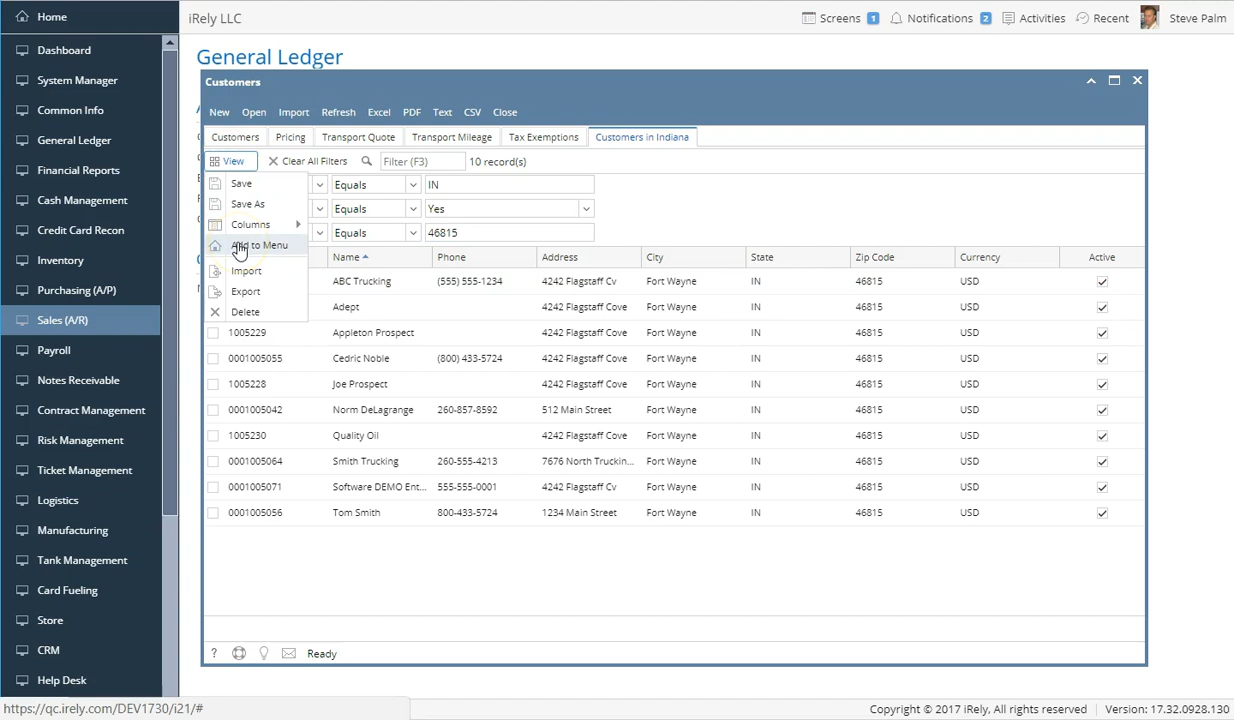 Home
iRely LLC
Screens 1 Notifications 2 Activities Recent Steve Palm
Dashboard
System Manager
Common Info
General Ledger
Financial Reports
Cash Management
Credit Card Recon
Inventory
Purchasing (A/P)
Sales (A/R)
Payroll
Notes Receivable
Contract Management
Risk Management
Ticket Management
Logistics
Manufacturing
Tank Management
Card Fueling
Store
CRM
Help Desk
General Ledger
Customers
New Open Import Refresh Excel PDF Text CSV Close
Customers Pricing Transport Quote Transport Mileage Tax Exemptions Customers in Indiana
View Clear All Filters Filter (F3) 10 record(s)
Save
Save As
Columns
Add to Menu
Import
Export
Delete
Equals IN
Equals Yes
Equals 46815
Name Phone Address City State Zip Code Currency Active
ABC Trucking (555) 555-1234 4242 Flagstaff Cv Fort Wayne IN 46815 USD
Adept 4242 Flagstaff Cove Fort Wayne IN 46815 USD
1005229 Appleton Prospect 4242 Flagstaff Cove Fort Wayne IN 46815 USD
0001005055 Cedric Noble (800) 433-5724 4242 Flagstaff Cove Fort Wayne IN 46815 USD
1005228 Joe Prospect 4242 Flagstaff Cove Fort Wayne IN 46815 USD
0001005042 Norm DeLagrange 260-857-8592 512 Main Street Fort Wayne IN 46815 USD
1005230 Quality Oil 4242 Flagstaff Cove Fort Wayne IN 46815 USD
0001005064 Smith Trucking 260-555-4213 7676 North Truckin... Fort Wayne IN 46815 USD
0001005071 Software DEMO Ent... 555-555-0001 4242 Flagstaff Cv Fort Wayne IN 46815 USD
0001005056 Tom Smith 800-433-5724 1234 Main Street Fort Wayne IN 46815 USD
? Ready
https://qc.irely.com/DEV1730/i21/#
Copyright © 2017 iRely, All rights reserved Version: 17.32.0928.130